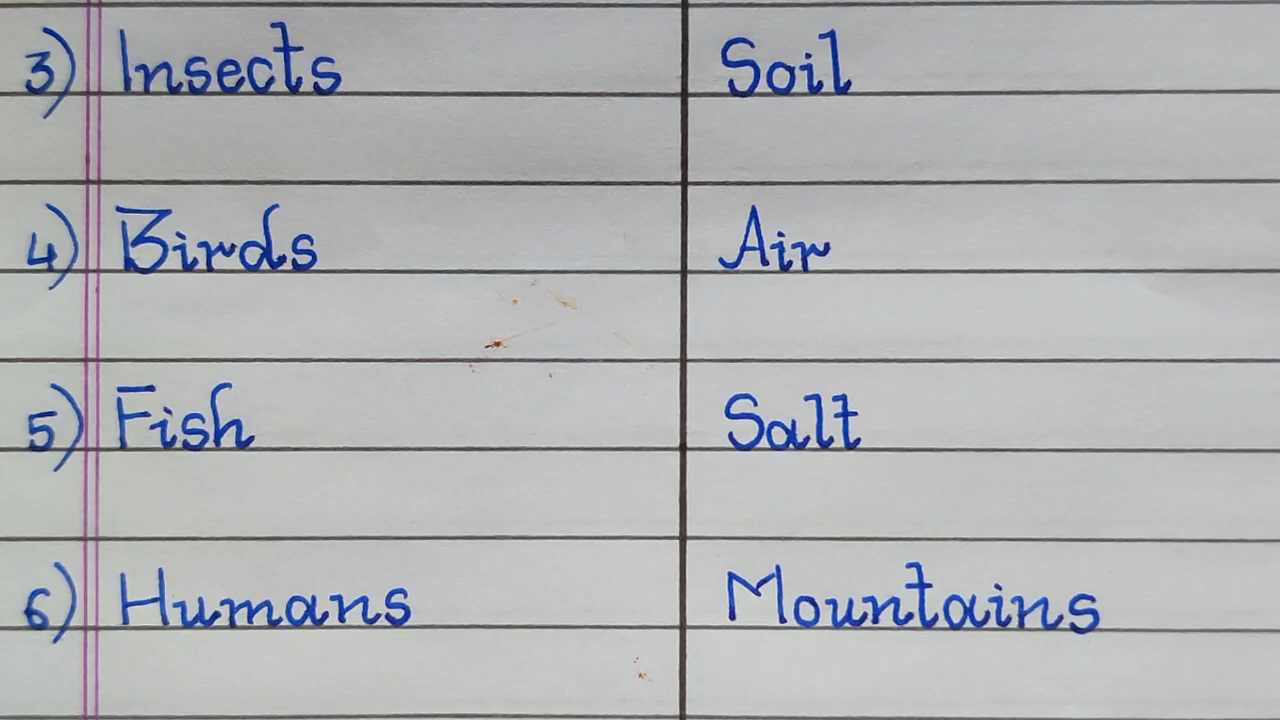 3) Insects Soil
4) Birds Air
5) Fish Salt
6) Humans Mountains